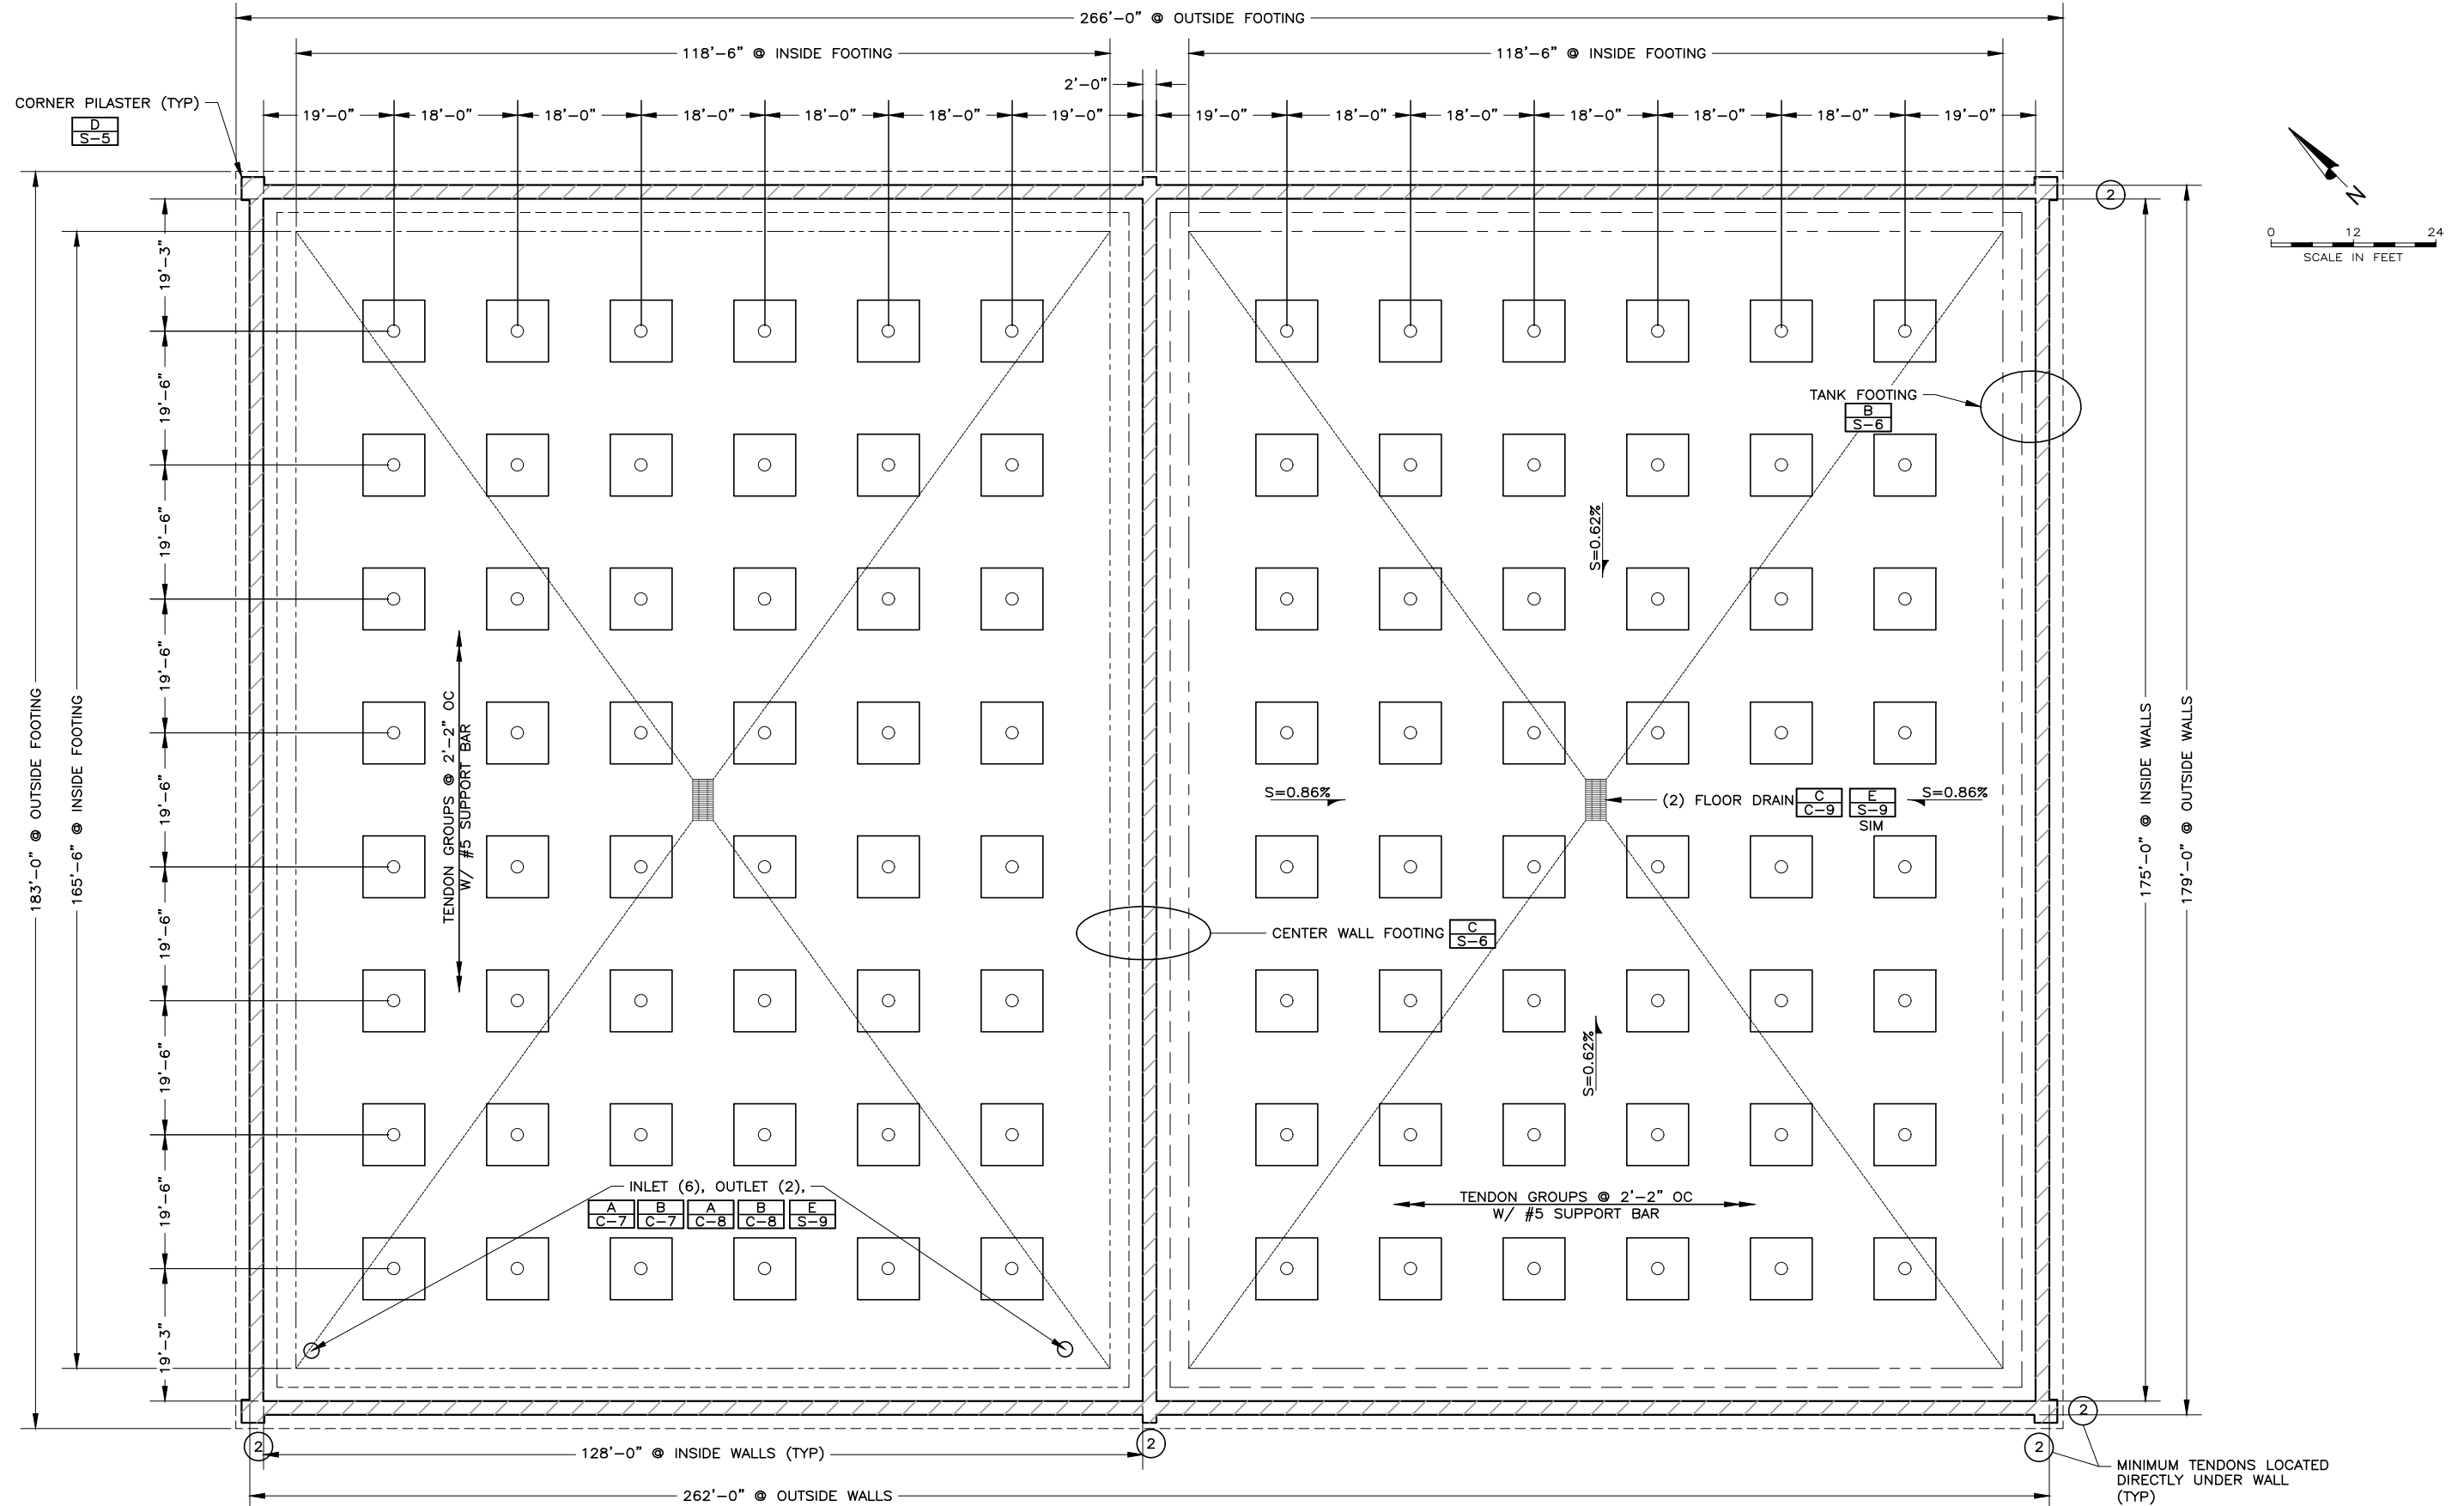 266'-0" @ OUTSIDE FOOTING
118'-6" @ INSIDE FOOTING
118'-6" @ INSIDE FOOTING
2'-0"
CORNER PILASTER (TYP)
D
S-5
19'-0"
18'-0"
18'-0"
18'-0"
18'-0"
18'-0"
19'-0"
19'-0"
18'-0"
18'-0"
18'-0"
18'-0"
18'-0"
19'-0"
2
N
0 12 24
SCALE IN FEET
19'-3"
19'-6"
19'-6"
19'-6"
19'-6"
19'-6"
19'-6"
19'-6"
19'-3"
183'-0" @ OUTSIDE FOOTING
165'-6" @ INSIDE FOOTING
TANK FOOTING
B
S-6
S=0.62%
TENDON GROUPS @ 2'-2" OC
W/ #5 SUPPORT BAR
S=0.86%
(2) FLOOR DRAIN
C
C-9
E
S-9
SIM
S=0.86%
175'-0" @ INSIDE WALLS
179'-0" @ OUTSIDE WALLS
CENTER WALL FOOTING
C
S-6
S=0.62%
INLET (6), OUTLET (2),
A
C-7
B
C-7
A
C-8
B
C-8
E
S-9
TENDON GROUPS @ 2'-2" OC
W/ #5 SUPPORT BAR
2
2
2
2
128'-0" @ INSIDE WALLS (TYP)
262'-0" @ OUTSIDE WALLS
MINIMUM TENDONS LOCATED
DIRECTLY UNDER WALL
(TYP)